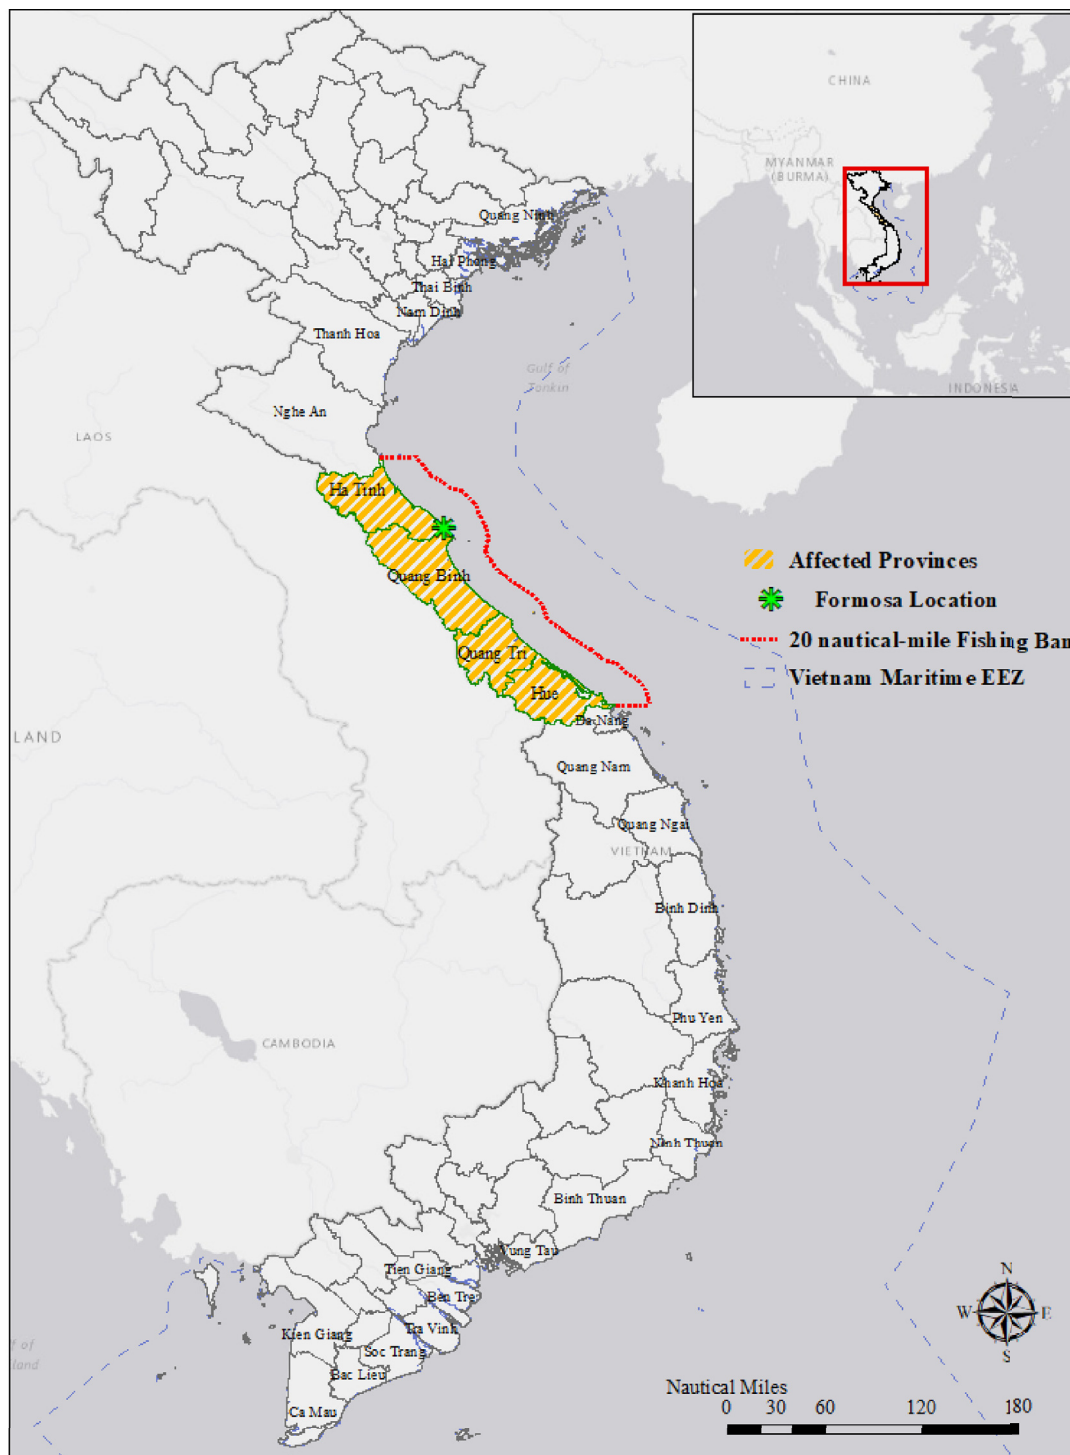 CHINA
MYANMAR
(BURMA)
INDONESIA
Quang Ninh
Hai Phong
Thai Binh
Nam Dinh
Thanh Hoa
Gulf of
Tonkin
Nghe An
LAOS
Ha Tinh
Quang Binh
Affected Provinces
Formosa Location
20 nautical-mile Fishing Ban
Vietnam Maritime EEZ
Quang Tri
Hue
Da Nang
LAND
Quang Nam
Quang Ngai
VIETNAM
Binh Dinh
Phu Yen
CAMBODIA
Khanh Hoa
Ninh Thuan
Binh Thuan
Vung Tau
Tien Giang
Ben Tre
Tra Vinh
Kien Giang
Soc Trang
Bac Lieu
Ca Mau
f of
land
N
W E
S
Nautical Miles
0 30 60 120 180